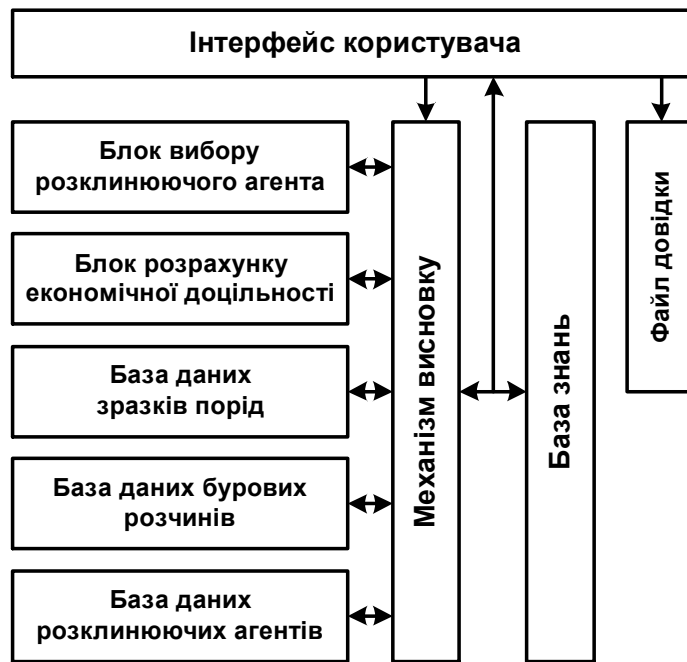 Інтерфейс користувача
Блок вибору
розклинюючого агента
Блок розрахунку
економічної доцільності
База даних
зразків порід
База даних бурових
розчинів
База даних
розклинюючих агентів
Механізм висновку
База знань
Файл довідки